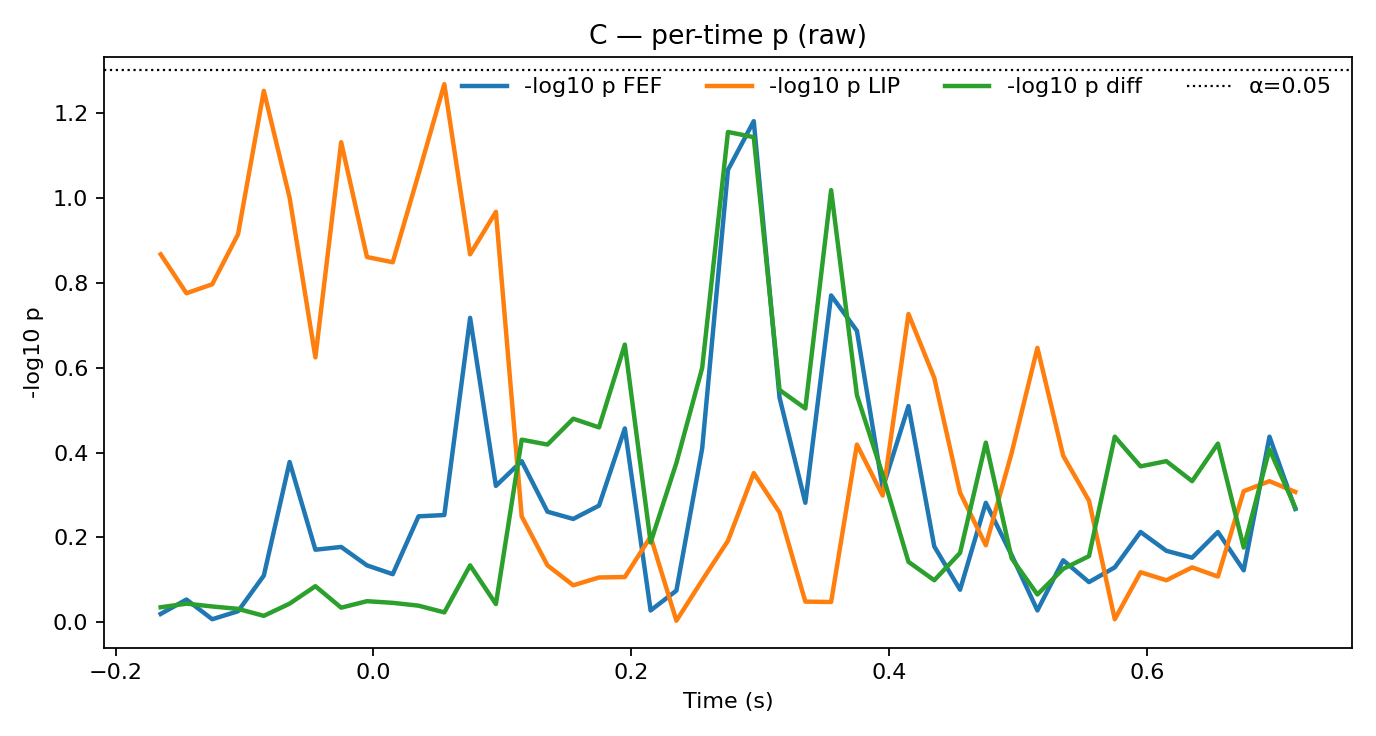 C — per-time p (raw)
-log10 p FEF -log10 p LIP -log10 p diff α=0.05
1.2
1.0
0.8
0.6
0.4
0.2
0.0
-log10 p
−0.2 0.0 0.2 0.4 0.6
Time (s)